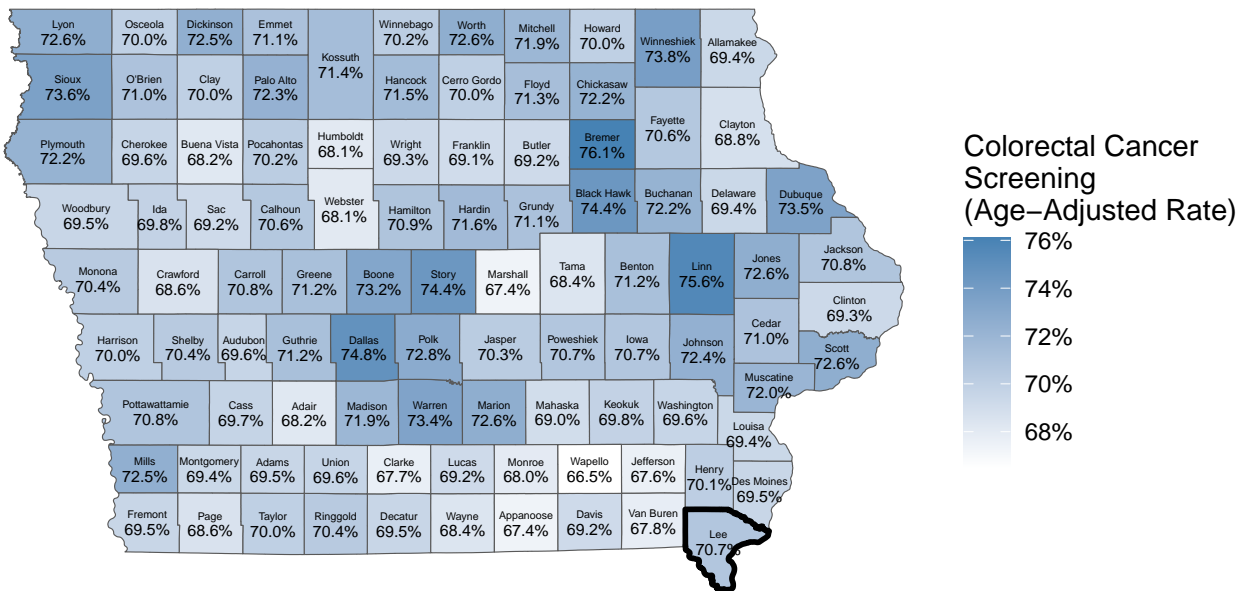 Lyon
72.6%
Osceola
70.0%
Dickinson
72.5%
Emmet
71.1%
Kossuth
71.4%
Winnebago
70.2%
Worth
72.6%
Mitchell
71.9%
Howard
70.0%
Winneshiek
73.8%
Allamakee
69.4%
Sioux
73.6%
O'Brien
71.0%
Clay
70.0%
Palo Alto
72.3%
Hancock
71.5%
Cerro Gordo
70.0%
Floyd
71.3%
Chickasaw
72.2%
Fayette
70.6%
Clayton
68.8%
Plymouth
72.2%
Cherokee
69.6%
Buena Vista
68.2%
Pocahontas
70.2%
Humboldt
68.1%
Wright
69.3%
Franklin
69.1%
Butler
69.2%
Bremer
76.1%
Woodbury
69.5%
Ida
69.8%
Sac
69.2%
Calhoun
70.6%
Webster
68.1%
Hamilton
70.9%
Hardin
71.6%
Grundy
71.1%
Black Hawk
74.4%
Buchanan
72.2%
Delaware
69.4%
Dubuque
73.5%
Monona
70.4%
Crawford
68.6%
Carroll
70.8%
Greene
71.2%
Boone
73.2%
Story
74.4%
Marshall
67.4%
Tama
68.4%
Benton
71.2%
Linn
75.6%
Jones
72.6%
Jackson
70.8%
Clinton
69.3%
Harrison
70.0%
Shelby
70.4%
Audubon
69.6%
Guthrie
71.2%
Dallas
74.8%
Polk
72.8%
Jasper
70.3%
Poweshiek
70.7%
Iowa
70.7%
Johnson
72.4%
Cedar
71.0%
Scott
72.6%
Muscatine
72.0%
Pottawattamie
70.8%
Cass
69.7%
Adair
68.2%
Madison
71.9%
Warren
73.4%
Marion
72.6%
Mahaska
69.0%
Keokuk
69.8%
Washington
69.6%
Louisa
69.4%
Mills
72.5%
Montgomery
69.4%
Adams
69.5%
Union
69.6%
Clarke
67.7%
Lucas
69.2%
Monroe
68.0%
Wapello
66.5%
Jefferson
67.6%
Henry
70.1%
Des Moines
69.5%
Fremont
69.5%
Page
68.6%
Taylor
70.0%
Ringgold
70.4%
Decatur
69.5%
Wayne
68.4%
Appanoose
67.4%
Davis
69.2%
Van Buren
67.8%
Lee
70.7%
Colorectal Cancer
Screening
(Age−Adjusted Rate)
76%
74%
72%
70%
68%